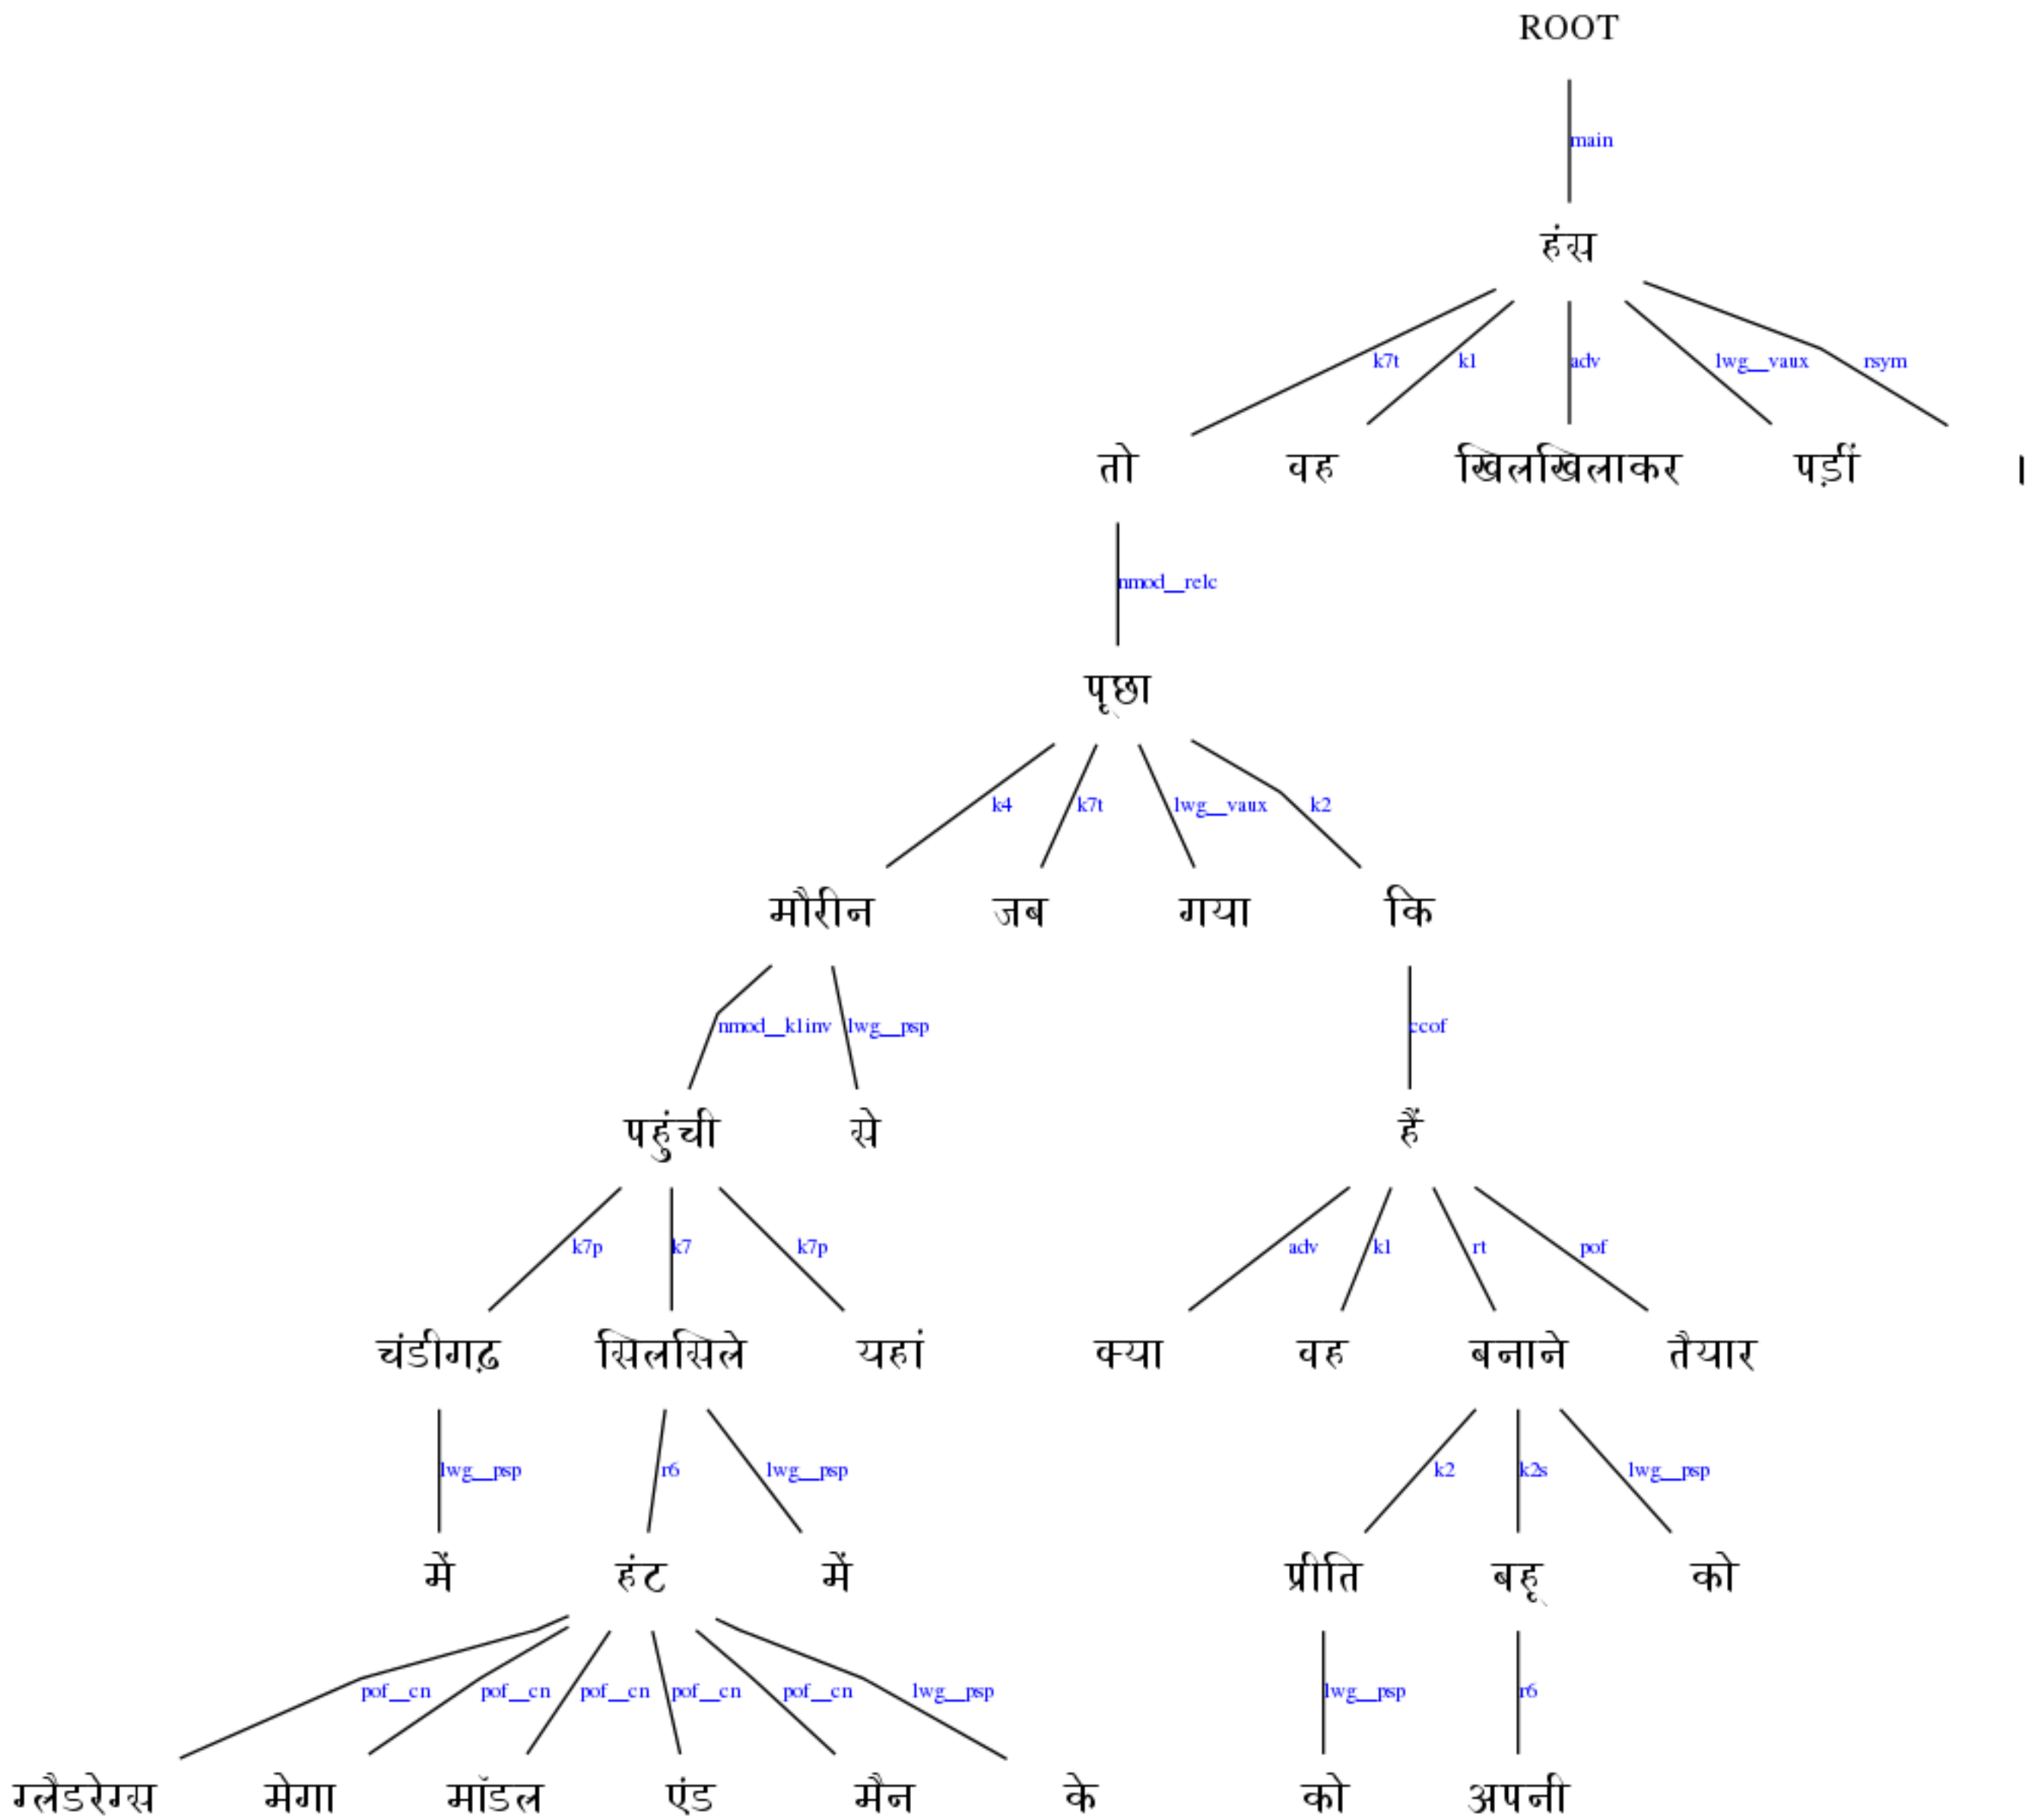 ROOT
main
हंस
k7t k1 adv lwg__vaux rsym
तो वह खिलखिलाकर पड़ीं ।
nmod__relc
पूछा
k4 k7t lwg__vaux k2
मौरीन जब गया कि
nmod__k1inv lwg__psp ccof
पहुंची से हैं
k7p k7 k7p adv k1 rt pof
चंडीगढ़ सिलसिले यहां क्या वह बनाने तैयार
lwg__psp r6 lwg__psp k2 k2s lwg__psp
में हंट में प्रीति बहू को
pof__cn pof__cn pof__cn pof__cn pof__cn lwg__psp lwg__psp r6
ग्लैडरेग्स मेगा मॉडल एंड मैन के को अपनी